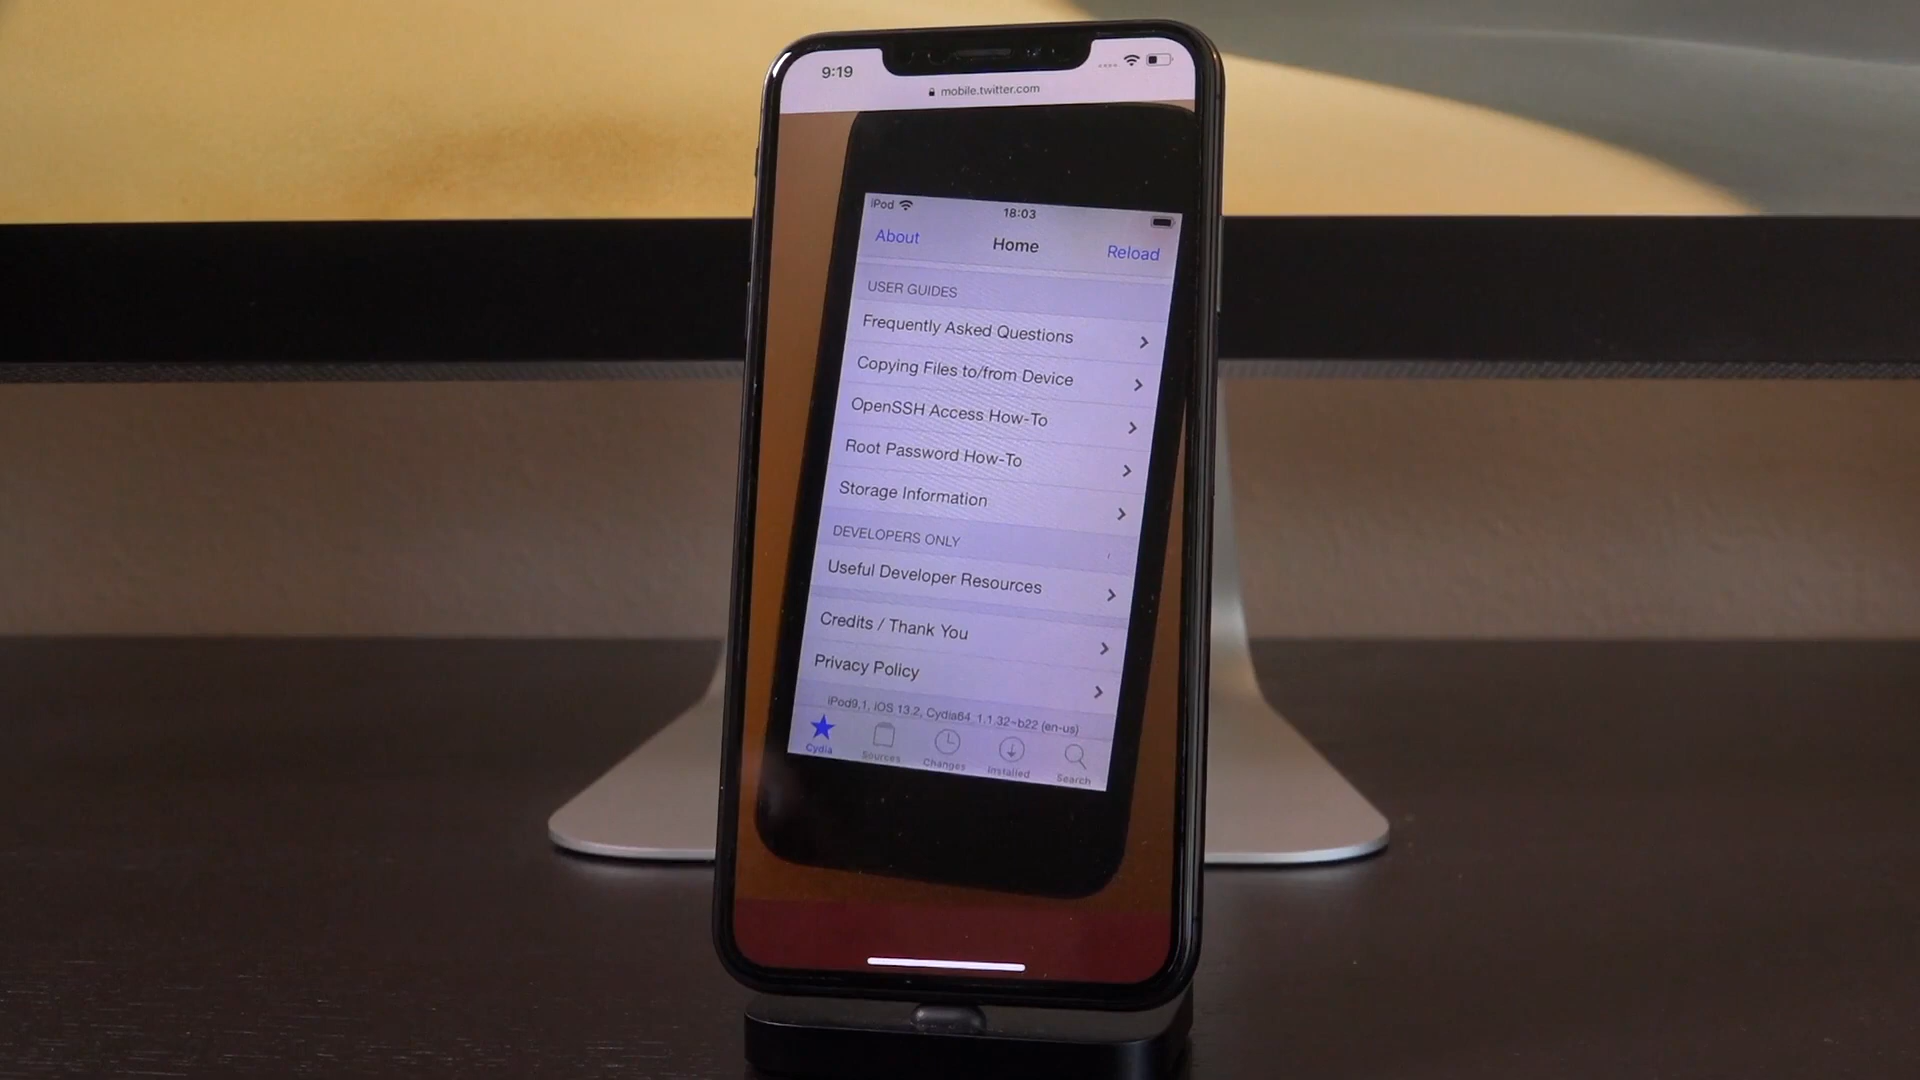 9:19
mobile.twitter.com
iPod 18:03
About Home Reload
USER GUIDES
Frequently Asked Questions
Copying Files to/from Device
OpenSSH Access How-To
Root Password How-To
Storage Information
DEVELOPERS ONLY
Useful Developer Resources
Credits / Thank You
Privacy Policy
iPod9,1, iOS 13.2, Cydia64 1.1.32~b22 (en-us)
Cydia Sources Changes Installed Search